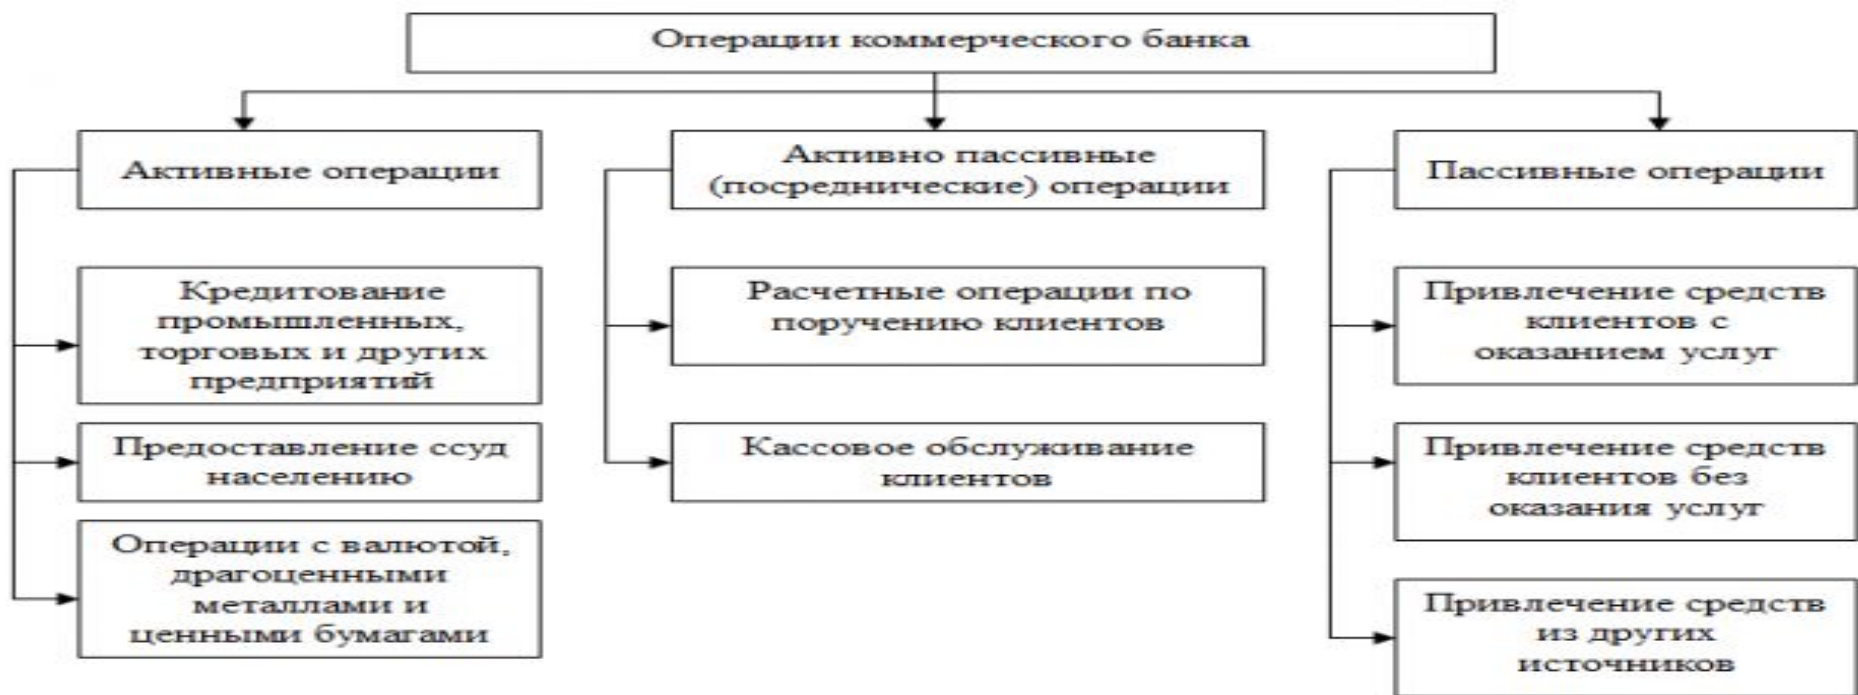 Операции коммерческого банка
Активные операции
Кредитование
промышленных,
торговых и других
предприятий
Предоставление ссуд
населению
Операции с валютой,
драгоценными
металлами и
ценными бумагами
Активно пассивные
(посреднические) операции
Расчетные операции по
поручению клиентов
Кассовое обслуживание
клиентов
Пассивные операции
Привлечение средств
клиентов с
оказанием услуг
Привлечение средств
клиентов без
оказания услуг
Привлечение средств
из других
источников